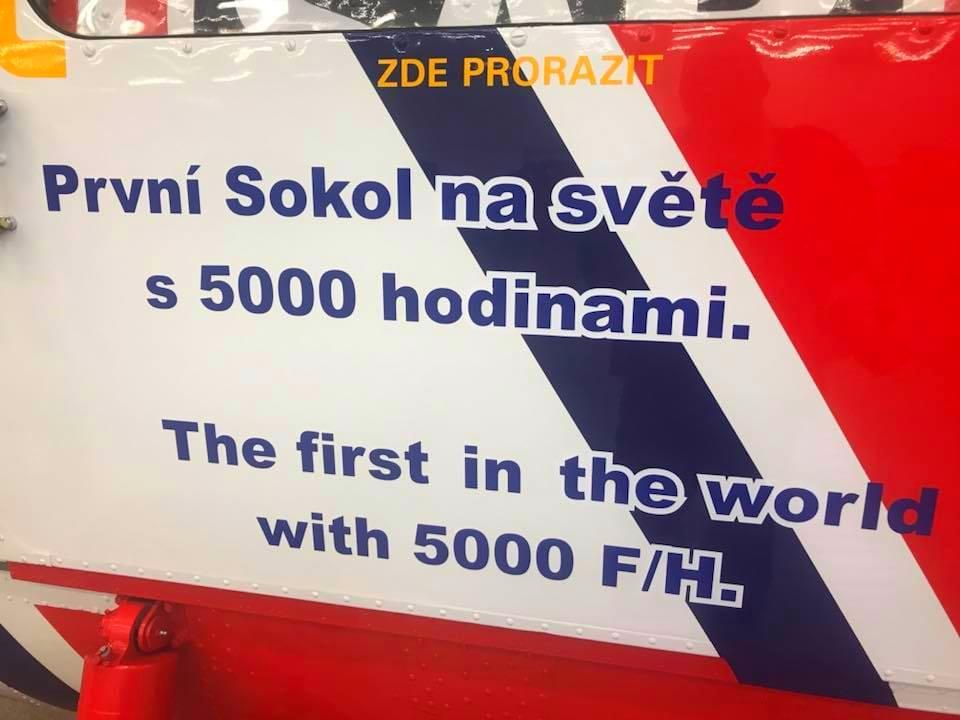 ZDE PRORAZIT
První Sokol na světě
s 5000 hodinami.
The first in the world
with 5000 F/H.